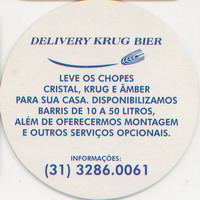 DELIVERY KRUG BIER
LEVE OS CHOPES
CRISTAL, KRUG E ÂMBER
PARA SUA CASA. DISPONIBILIZAMOS
BARRIS DE 10 A 50 LITROS,
ALÉM DE OFERECERMOS MONTAGEM
E OUTROS SERVIÇOS OPCIONAIS.
INFORMAÇÕES:
(31) 3286.0061